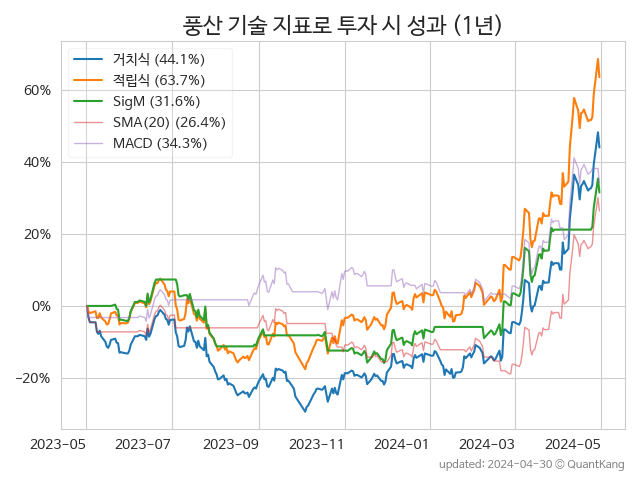 풍산 기술 지표로 투자 시 성과 (1년)
거치식 (44.1%)
적립식 (63.7%)
SigM (31.6%)
SMA(20) (26.4%)
MACD (34.3%)
60%
40%
20%
0%
−20%
2023-05 2023-07 2023-09 2023-11 2024-01 2024-03 2024-05
updated: 2024-04-30 © QuantKang